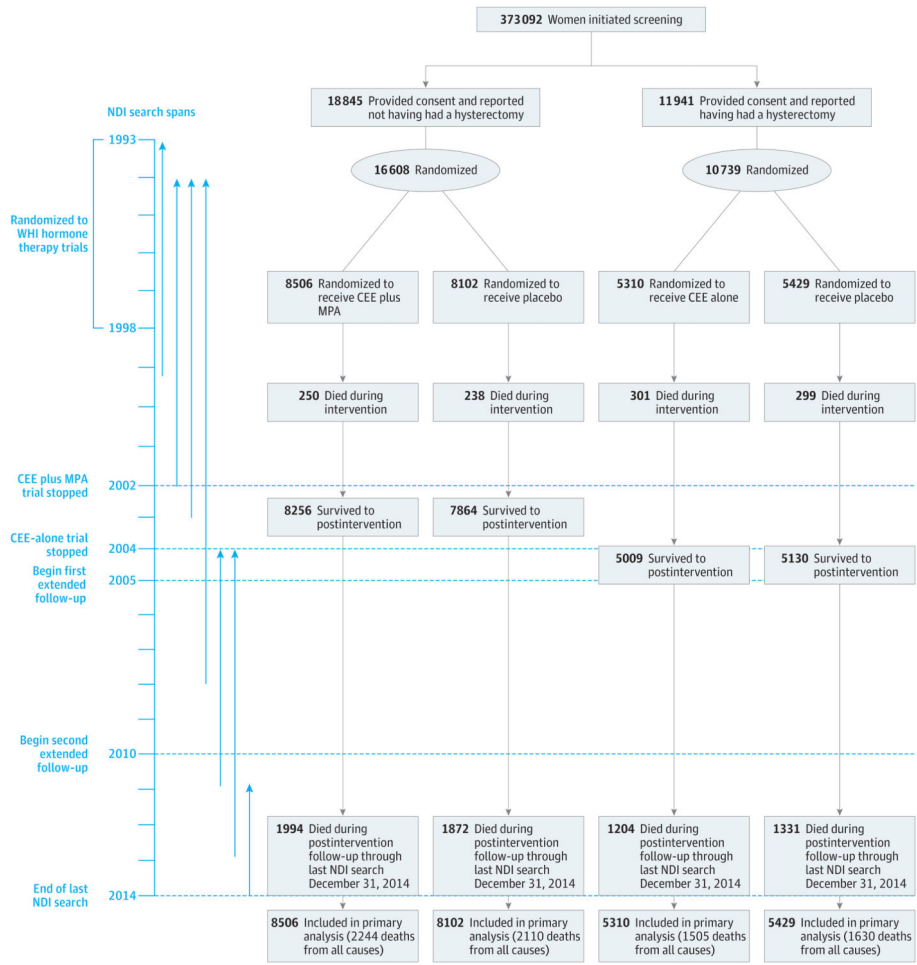 373 092 Women initiated screening
18 845 Provided consent and reported
not having had a hysterectomy
11 941 Provided consent and reported
having had a hysterectomy
NDI search spans
1993
16 608 Randomized
10 739 Randomized
Randomized to
WHI hormone
therapy trials
8506 Randomized to
receive CEE plus
MPA
8102 Randomized to
receive placebo
5310 Randomized to
receive CEE alone
5429 Randomized to
receive placebo
1998
250 Died during
intervention
238 Died during
intervention
301 Died during
intervention
299 Died during
intervention
CEE plus MPA
trial stopped
2002
8256 Survived to
postintervention
7864 Survived to
postintervention
CEE-alone trial
stopped
2004
5009 Survived to
postintervention
5130 Survived to
postintervention
Begin first
extended
follow-up
2005
Begin second
extended
follow-up
2010
1994 Died during
postintervention
follow-up through
last NDI search
December 31, 2014
1872 Died during
postintervention
follow-up through
last NDI search
December 31, 2014
1204 Died during
postintervention
follow-up through
last NDI search
December 31, 2014
1331 Died during
postintervention
follow-up through
last NDI search
December 31, 2014
End of last
NDI search
2014
8506 Included in primary
analysis (2244 deaths
from all causes)
8102 Included in primary
analysis (2110 deaths
from all causes)
5310 Included in primary
analysis (1505 deaths
from all causes)
5429 Included in primary
analysis (1630 deaths
from all causes)